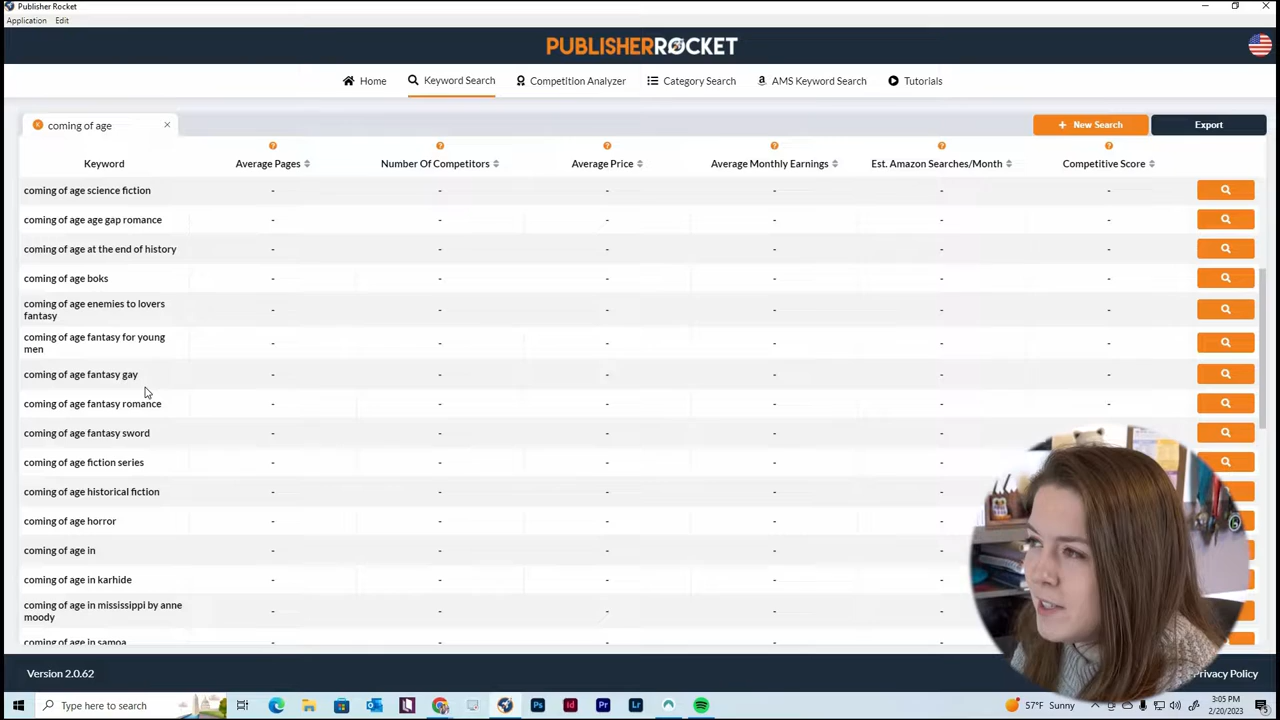 Publisher Rocket
Application Edit
PUBLISHERROCKET
Home Keyword Search Competition Analyzer Category Search AMS Keyword Search Tutorials
K coming of age × + New Search Export
? ? ? ? ? ?
Keyword Average Pages Number Of Competitors Average Price Average Monthly Earnings Est. Amazon Searches/Month Competitive Score
coming of age science fiction - - - - - -
coming of age age gap romance - - - - - -
coming of age at the end of history - - - - - -
coming of age boks - - - - - -
coming of age enemies to lovers
fantasy - - - - - -
coming of age fantasy for young
men - - - - - -
coming of age fantasy gay - - - - - -
coming of age fantasy romance - - - - - -
coming of age fantasy sword - - - - -
coming of age fiction series - - - - -
coming of age historical fiction - - - - -
coming of age horror - - - - -
coming of age in - - - - -
coming of age in karhide - - - - -
coming of age in mississippi by anne
moody - - - - -
coming of age in samoa - - - - -
Version 2.0.62 Privacy Policy
Type here to search 57°F Sunny 3:05 PM
2/20/2023